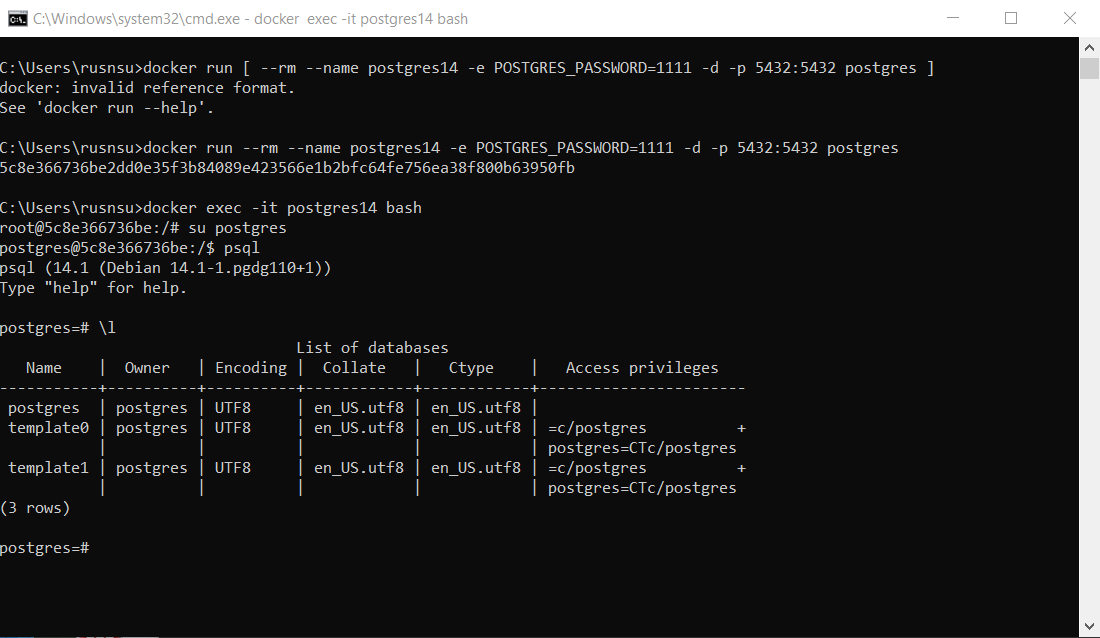 C:\Windows\system32\cmd.exe - docker  exec -it postgres14 bash
C:\Users\rusnsu>docker run [ --rm --name postgres14 -e POSTGRES_PASSWORD=1111 -d -p 5432:5432 postgres ]
docker: invalid reference format.
See 'docker run --help'.
C:\Users\rusnsu>docker run --rm --name postgres14 -e POSTGRES_PASSWORD=1111 -d -p 5432:5432 postgres
5c8e366736be2dd0e35f3b84089e423566e1b2bfc64fe756ea38f800b63950fb
C:\Users\rusnsu>docker exec -it postgres14 bash
root@5c8e366736be:/# su postgres
postgres@5c8e366736be:/$ psql
psql (14.1 (Debian 14.1-1.pgdg110+1))
Type "help" for help.
postgres=# \l
                                 List of databases
   Name    |  Owner   | Encoding |  Collate   |   Ctype    |   Access privileges
-----------+----------+----------+------------+------------+-----------------------
 postgres  | postgres | UTF8     | en_US.utf8 | en_US.utf8 |
 template0 | postgres | UTF8     | en_US.utf8 | en_US.utf8 | =c/postgres          +
           |          |          |            |            | postgres=CTc/postgres
 template1 | postgres | UTF8     | en_US.utf8 | en_US.utf8 | =c/postgres          +
           |          |          |            |            | postgres=CTc/postgres
(3 rows)
postgres=#